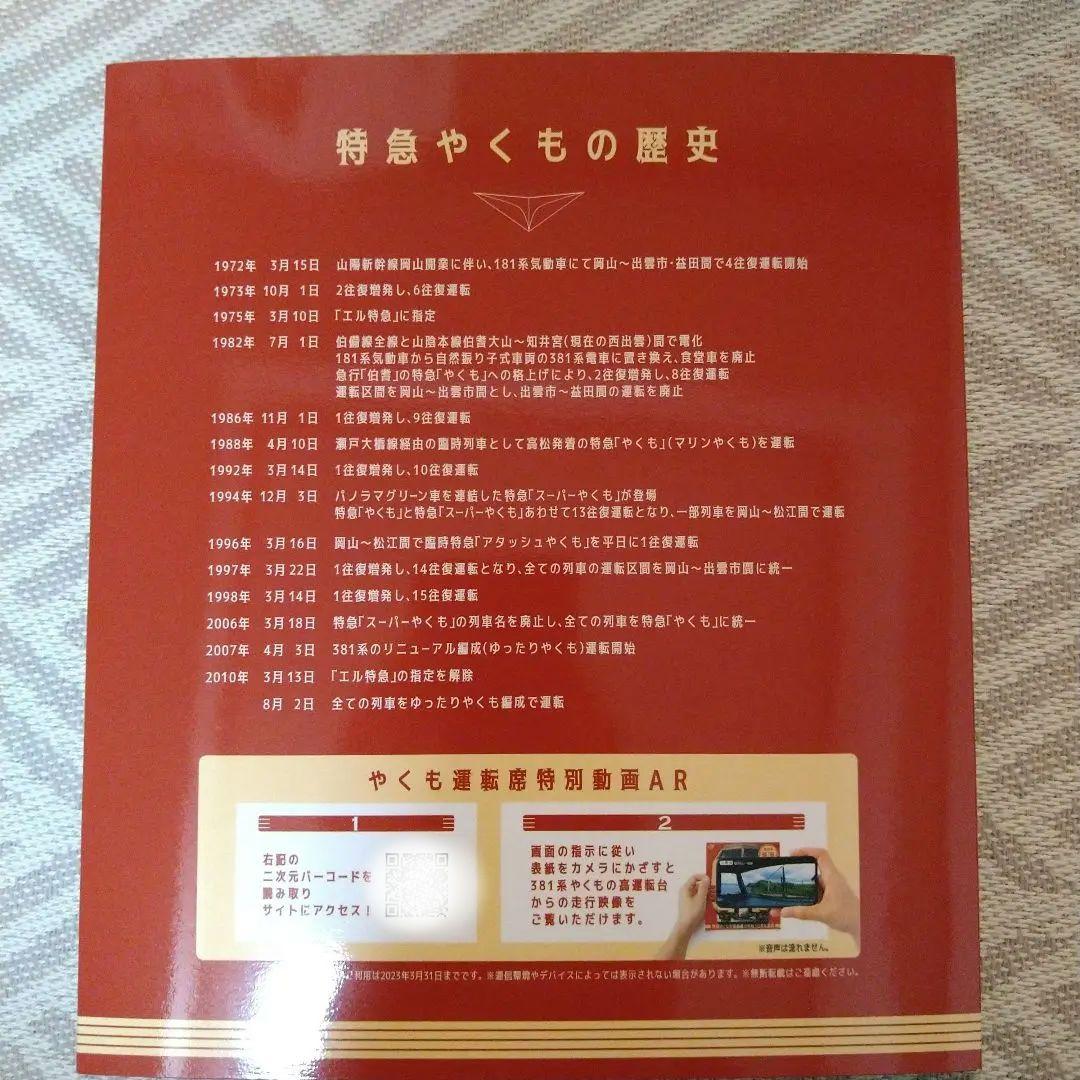 特急やくもの歴史
1972年 3月15日 山陽新幹線岡山開業に伴い、181系気動車にて岡山～出雲市・益田間で4往復運転開始
1973年 10月 1日 2往復増発し、6往復運転
1975年 3月10日 「エル特急」に指定
1982年 7月 1日 伯備線全線と山陰本線伯耆大山～知井宮(現在の西出雲)間で電化
181系気動車から自然振り子式車両の381系電車に置き換え、食堂車を廃止
急行「伯耆」の特急「やくも」への格上げにより、2往復増発し、8往復運転
運転区間を岡山～出雲市間とし、出雲市～益田間の運転を廃止
1986年 11月 1日 1往復増発し、9往復運転
1988年 4月10日 瀬戸大橋線経由の臨時列車として高松発着の特急「やくも」(マリンやくも)を運転
1992年 3月14日 1往復増発し、10往復運転
1994年 12月 3日 パノラマグリーン車を連結した特急「スーパーやくも」が登場
特急「やくも」と特急「スーパーやくも」あわせて13往復運転となり、一部列車を岡山～松江間で運転
1996年 3月16日 岡山～松江間で臨時特急「アタッシュやくも」を平日に1往復運転
1997年 3月22日 1往復増発し、14往復運転となり、全ての列車の運転区間を岡山～出雲市間に統一
1998年 3月14日 1往復増発し、15往復運転
2006年 3月18日 特急「スーパーやくも」の列車名を廃止し、全ての列車を特急「やくも」に統一
2007年 4月 3日 381系のリニューアル編成(ゆったりやくも)運転開始
2010年 3月13日 「エル特急」の指定を解除
8月 2日 全ての列車をゆったりやくも編成で運転
やくも運転席特別動画AR
1
右記の
二次元バーコードを
読み取り
サイトにアクセス!
2
画面の指示に従い
表紙をカメラにかざすと
381系やくもの高運転台
からの走行映像を
ご覧いただけます。
※音声は流れません。
利用は2023年3月31日までです。※通信環境やデバイスによっては表示されない場合があります。※無断転載はご遠慮ください。